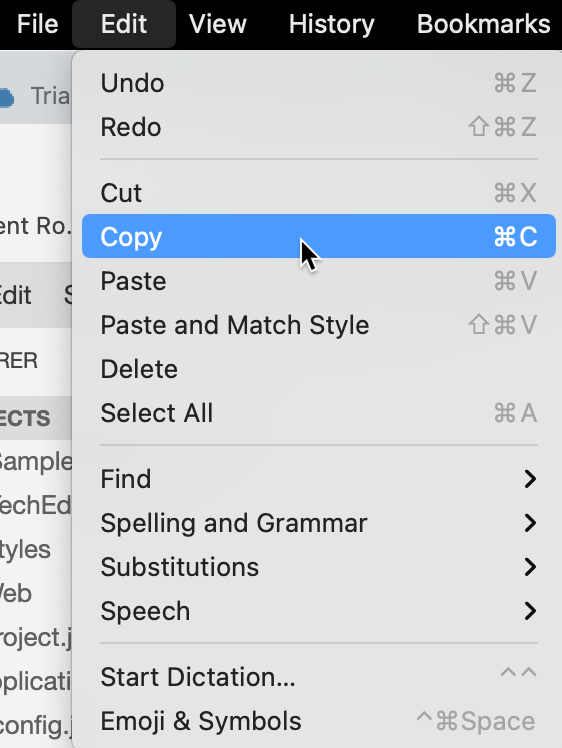 File Edit View History Bookmarks
Tria
Undo ⌘Z
Redo ⇧⌘Z
Cut ⌘X
ent Ro.
Copy ⌘C
Paste ⌘V
Edit S
Paste and Match Style ⇧⌘V
RER
Delete
ECTS
Select All ⌘A
Sample
Find
TechEd
Spelling and Grammar
tyles
Substitutions
Web
Speech
roject.j
Start Dictation... ^^
plicati
Emoji & Symbols ^⌘Space
config.j